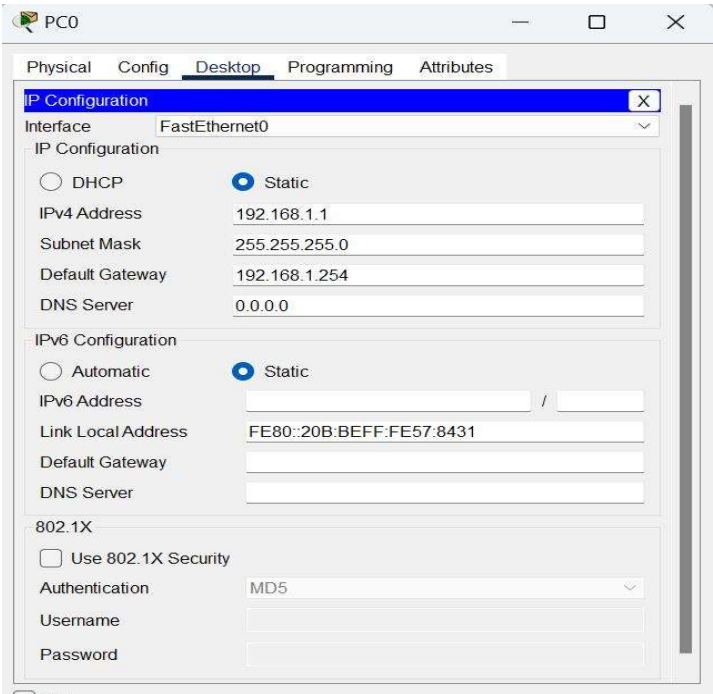 PC0
Physical Config Desktop Programming Attributes
IP Configuration X
Interface FastEthernet0
IP Configuration
DHCP Static
IPv4 Address 192.168.1.1
Subnet Mask 255.255.255.0
Default Gateway 192.168.1.254
DNS Server 0.0.0.0
IPv6 Configuration
Automatic Static
IPv6 Address /
Link Local Address FE80::20B:BEFF:FE57:8431
Default Gateway
DNS Server
802.1X
Use 802.1X Security
Authentication MD5
Username
Password